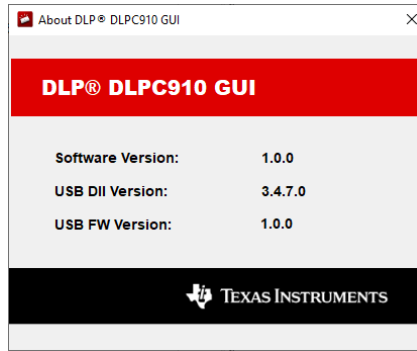 About DLP® DLPC910 GUI
DLP® DLPC910 GUI
Software Version: 1.0.0
USB Dll Version: 3.4.7.0
USB FW Version: 1.0.0
TEXAS INSTRUMENTS